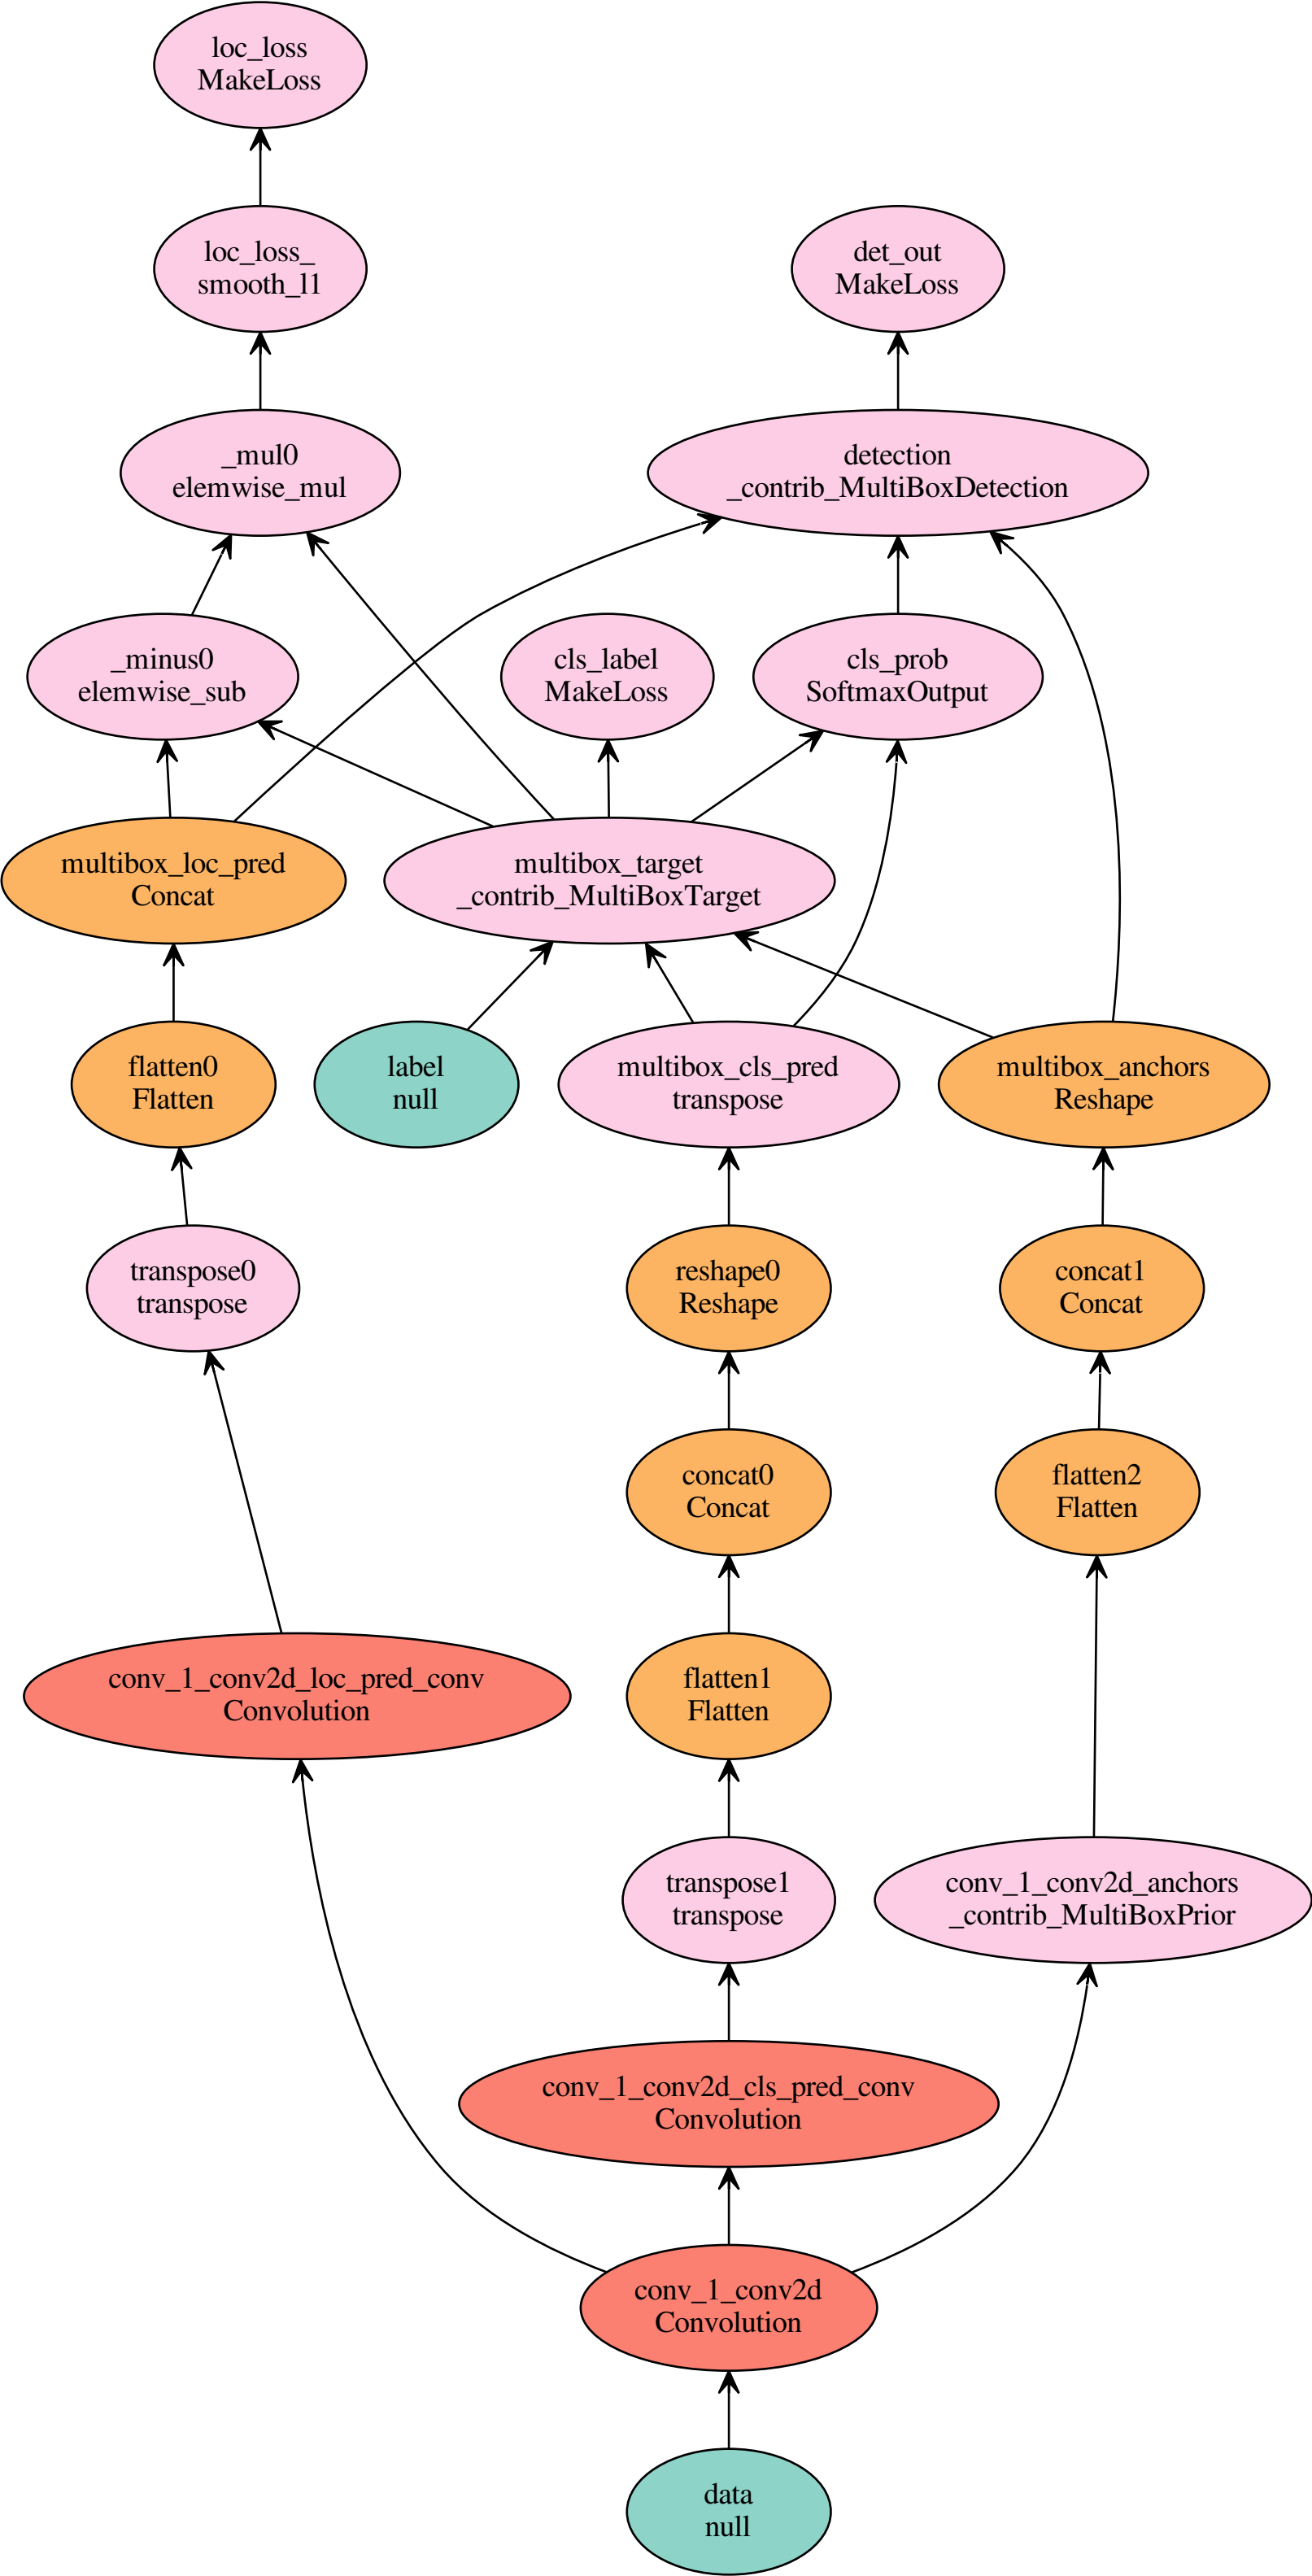 loc_loss
MakeLoss
loc_loss_
smooth_l1
det_out
MakeLoss
_mul0
elemwise_mul
detection
_contrib_MultiBoxDetection
_minus0
elemwise_sub
cls_label
MakeLoss
cls_prob
SoftmaxOutput
multibox_loc_pred
Concat
multibox_target
_contrib_MultiBoxTarget
flatten0
Flatten
label
null
multibox_cls_pred
transpose
multibox_anchors
Reshape
transpose0
transpose
reshape0
Reshape
concat1
Concat
concat0
Concat
flatten2
Flatten
conv_1_conv2d_loc_pred_conv
Convolution
flatten1
Flatten
transpose1
transpose
conv_1_conv2d_anchors
_contrib_MultiBoxPrior
conv_1_conv2d_cls_pred_conv
Convolution
conv_1_conv2d
Convolution
data
null